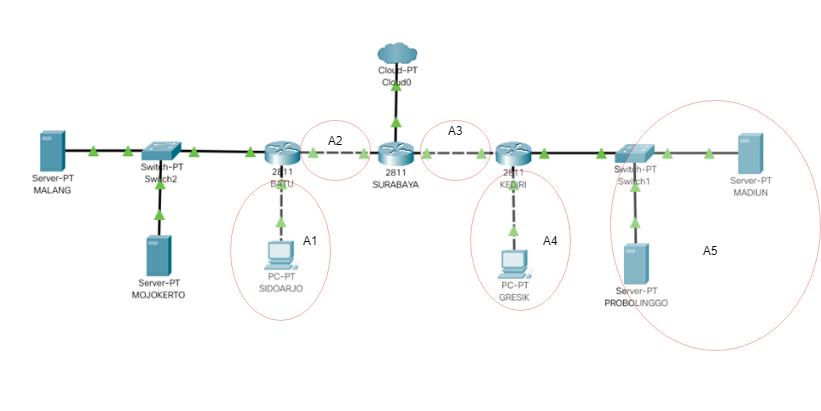 Cloud-PT
Cloud0
A2
A3
Server-PT
MALANG
Switch-PT
Switch2
2811
BATU
2811
SURABAYA
2811
KEDIRI
Switch-PT
Switch1
Server-PT
MADIUN
A1
A4
A5
PC-PT
SIDOARJO
PC-PT
GRESIK
Server-PT
MOJOKERTO
Server-PT
PROBOLINGGO